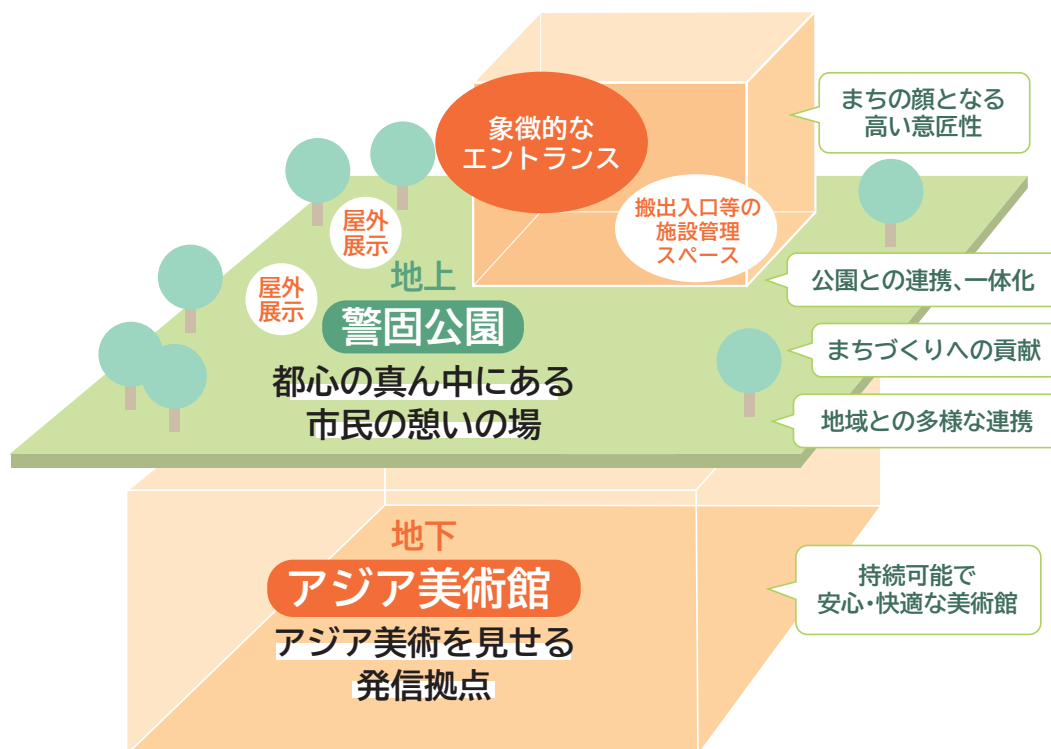 まちの顔となる
高い意匠性
象徴的な
エントランス
搬出入口等の
施設管理
スペース
屋外
展示
屋外
展示
地上
警固公園
都心の真ん中にある
市民の憩いの場
公園との連携、一体化
まちづくりへの貢献
地域との多様な連携
地下
アジア美術館
アジア美術を見せる
発信拠点
持続可能で
安心・快適な美術館